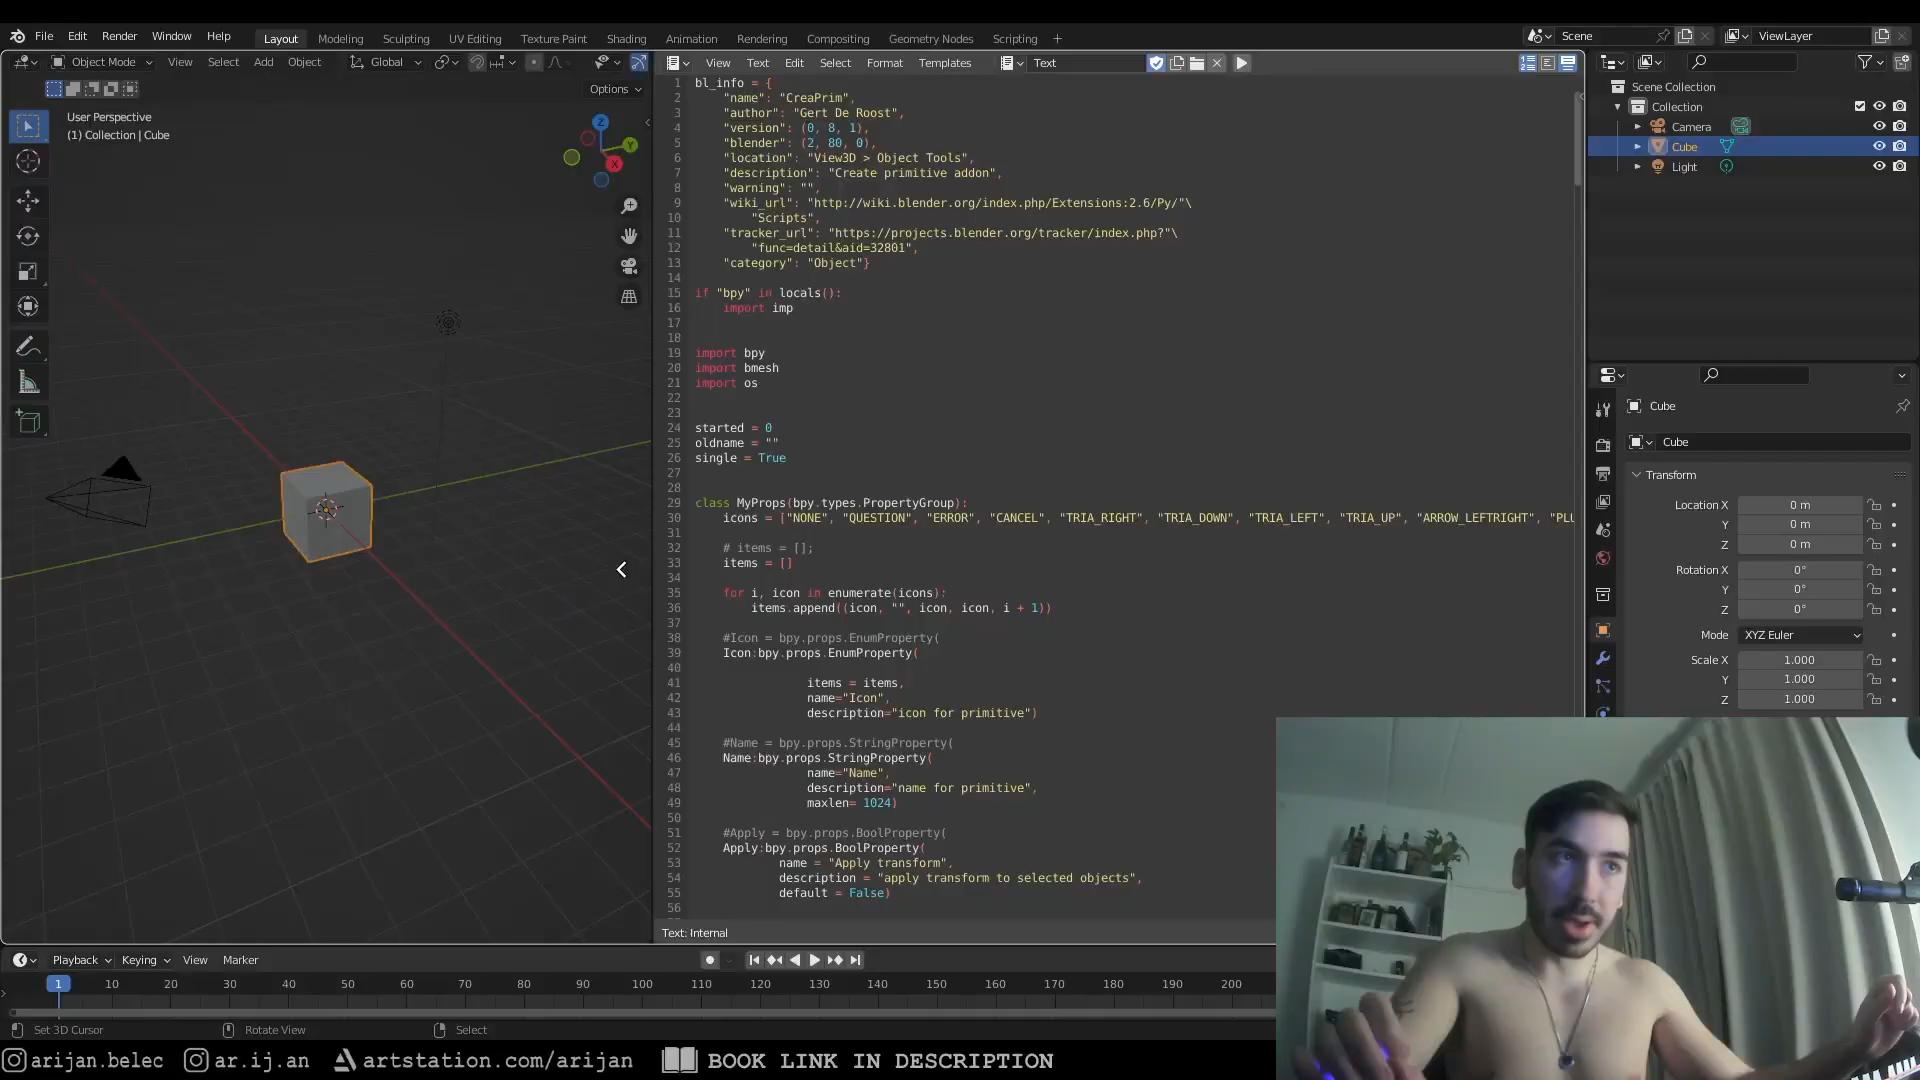 File Edit Render Window Help Layout Modeling Sculpting UV Editing Texture Paint Shading Animation Rendering Compositing Geometry Nodes Scripting + Scene ViewLayer
Object Mode View Select Add Object Global
Options
User Perspective
(1) Collection | Cube
Z
Y
X
View Text Edit Select Format Templates Text
1 bl_info = {
2 "name": "CreaPrim",
3 "author": "Gert De Roost",
4 "version": (0, 8, 1),
5 "blender": (2, 80, 0),
6 "location": "View3D > Object Tools",
7 "description": "Create primitive addon",
8 "warning": "",
9 "wiki_url": "http://wiki.blender.org/index.php/Extensions:2.6/Py/"\
10 "Scripts",
11 "tracker_url": "https://projects.blender.org/tracker/index.php?"\
12 "func=detail&aid=32801",
13 "category": "Object"}
14
15 if "bpy" in locals():
16 import imp
17
18
19 import bpy
20 import bmesh
21 import os
22
23
24 started = 0
25 oldname = ""
26 single = True
27
28
29 class MyProps(bpy.types.PropertyGroup):
30 icons = ["NONE", "QUESTION", "ERROR", "CANCEL", "TRIA_RIGHT", "TRIA_DOWN", "TRIA_LEFT", "TRIA_UP", "ARROW_LEFTRIGHT", "PLU
31
32 # items = [];
33 items = []
34
35 for i, icon in enumerate(icons):
36 items.append((icon, "", icon, icon, i + 1))
37
38 #Icon = bpy.props.EnumProperty(
39 Icon:bpy.props.EnumProperty(
40
41 items = items,
42 name="Icon",
43 description="icon for primitive")
44
45 #Name = bpy.props.StringProperty(
46 Name:bpy.props.StringProperty(
47 name="Name",
48 description="name for primitive",
49 maxlen= 1024)
50
51 #Apply = bpy.props.BoolProperty(
52 Apply:bpy.props.BoolProperty(
53 name = "Apply transform",
54 description = "apply transform to selected objects",
55 default = False)
56
Text: Internal
Scene Collection
Collection
Camera
Cube
Light
Cube
Cube
Transform
Location X 0 m
Y 0 m
Z 0 m
Rotation X 0°
Y 0°
Z 0°
Mode XYZ Euler
Scale X 1.000
Y 1.000
Z 1.000
Playback Keying View Marker
1 10 20 30 40 50 60 70 80 90 100 110 120 130 140 150 160 170 180 190 200
Set 3D Cursor Rotate View Select
arijan.belec ar.ij.an artstation.com/arijan BOOK LINK IN DESCRIPTION